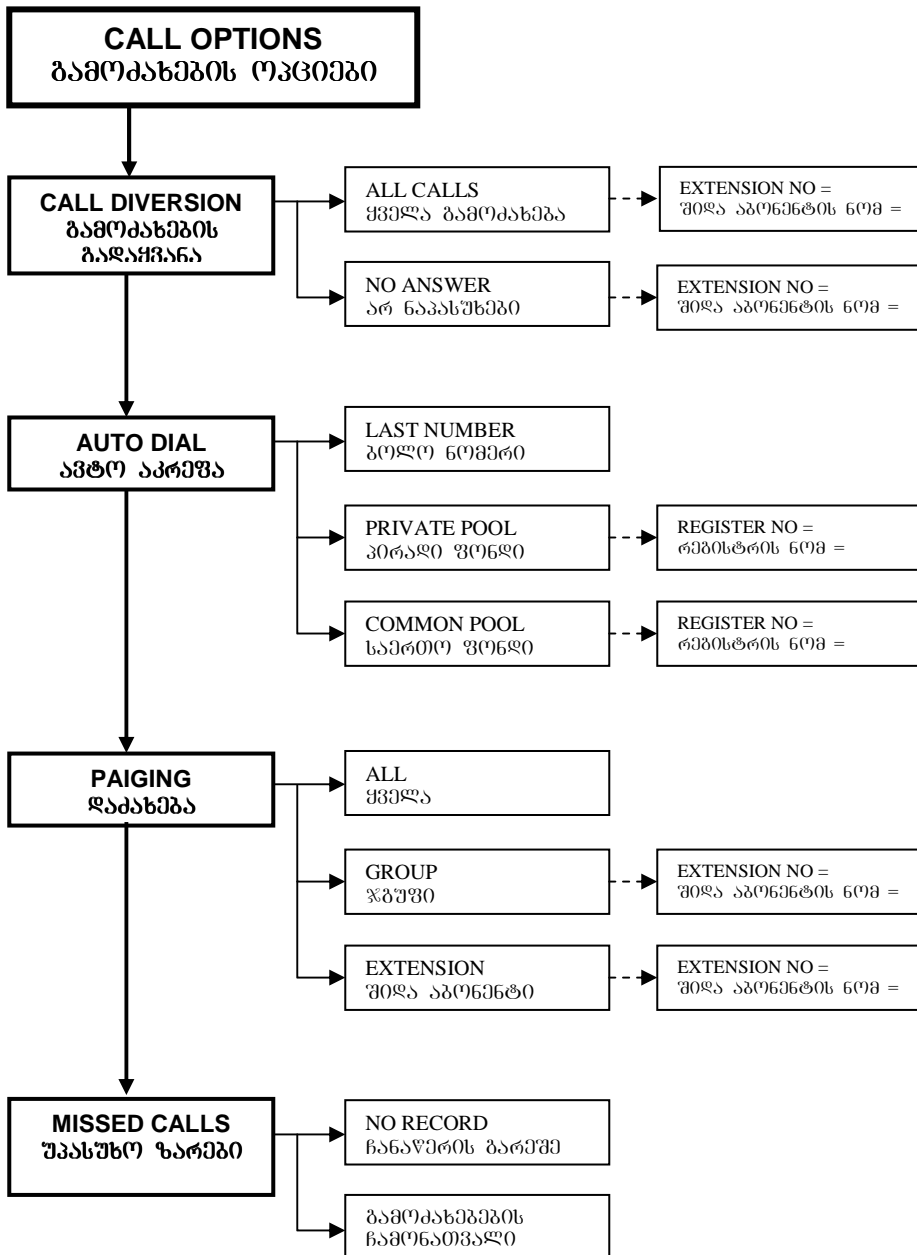 CALL OPTIONS
გამოძახების ოპციები
CALL DIVERSION
გამოძახების
გადაყვანა
ALL CALLS
ყველა გამოძახება
EXTENSION NO =
შიდა აბონენტის ნომ =
NO ANSWER
არ ნაპასუხები
EXTENSION NO =
შიდა აბონენტის ნომ =
AUTO DIAL
ავტო აკრეფა
LAST NUMBER
ბოლო ნომერი
PRIVATE POOL
პირადი ფონდი
REGISTER NO =
რეგისტრის ნომ =
COMMON POOL
საერთო ფონდი
REGISTER NO =
რეგისტრის ნომ =
PAIGING
დაძახება
ALL
ყველა
GROUP
ჯგუფი
EXTENSION NO =
შიდა აბონენტის ნომ =
EXTENSION
შიდა აბონენტი
EXTENSION NO =
შიდა აბონენტის ნომ =
MISSED CALLS
უპასუხო ზარები
NO RECORD
ჩანაწერის გარეშე
გამოძახებების
ჩამონათვალი